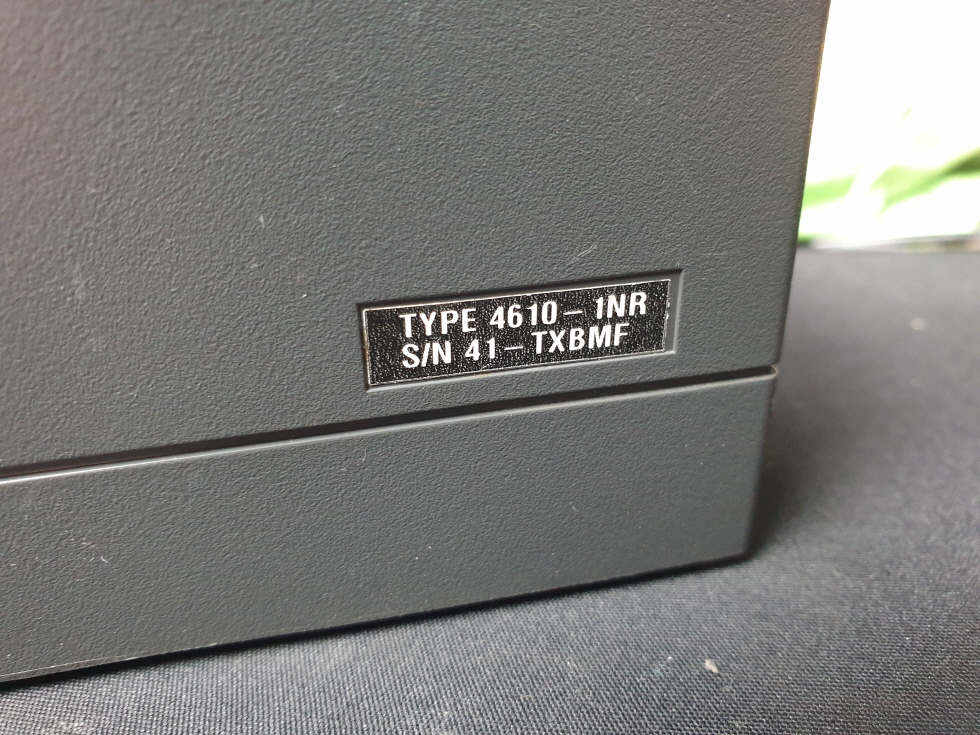 TYPE 4610-1NR
S/N 41-TXBMF